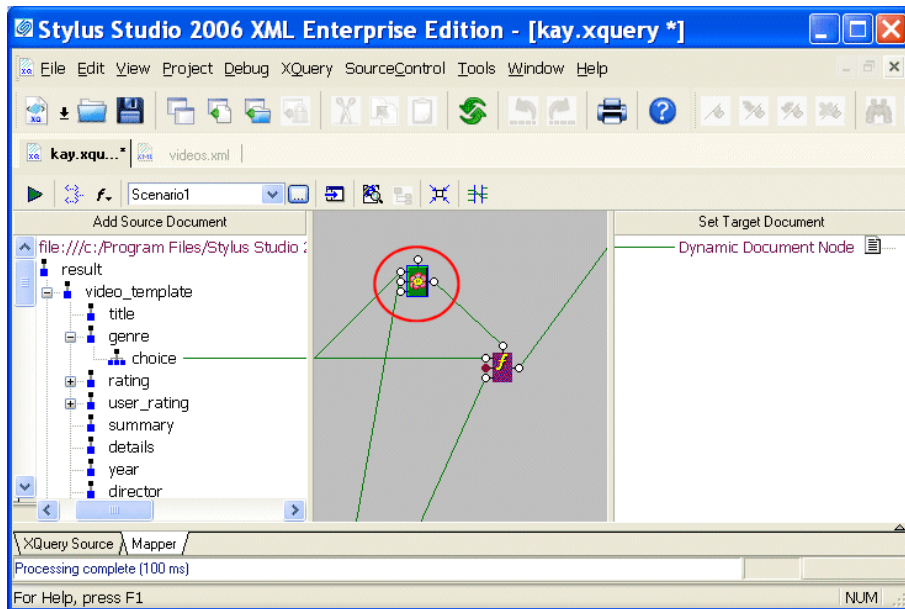 Stylus Studio 2006 XML Enterprise Edition - [kay.xquery *]
File Edit View Project Debug XQuery SourceControl Tools Window Help
kay.xqu...* videos.xml
Scenario1
Add Source Document
Set Target Document
file:///c:/Program Files/Stylus Studio
Dynamic Document Node
result
video_template
title
genre
choice
rating
user_rating
summary
details
year
director
XQuery Source Mapper
Processing complete (100 ms)
For Help, press F1
NUM